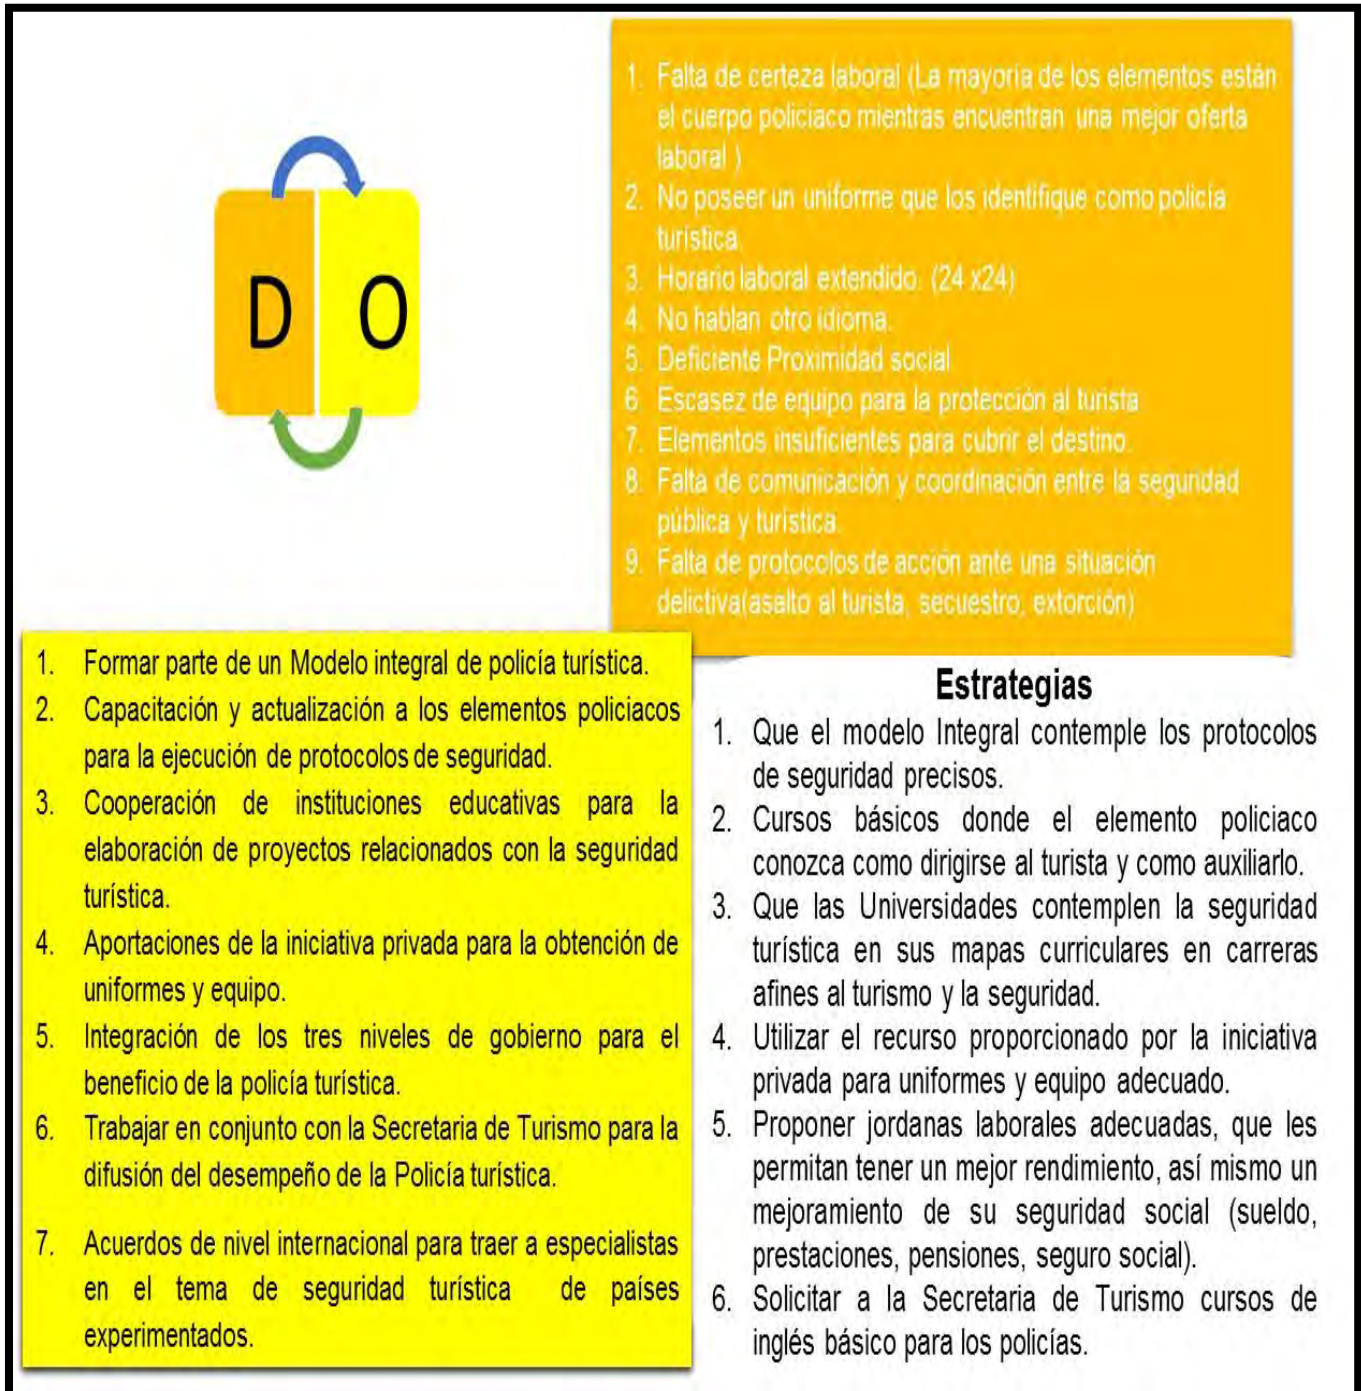 D O
1. Falta de certeza laboral (La mayoría de los elementos están
el cuerpo policiaco mientras encuentran una mejor oferta
laboral )
2. No poseer un uniforme que los identifique como policía
turística.
3. Horario laboral extendido. (24 x24)
4. No hablan otro idioma.
5. Deficiente Proximidad social
6. Escasez de equipo para la protección al turista
7. Elementos insuficientes para cubrir el destino.
8. Falta de comunicación y coordinación entre la seguridad
pública y turística.
9. Falta de protocolos de acción ante una situación
delictiva(asalto al turista, secuestro, extorción)
1. Formar parte de un Modelo integral de policía turística.
2. Capacitación y actualización a los elementos policiacos
para la ejecución de protocolos de seguridad.
3. Cooperación de instituciones educativas para la
elaboración de proyectos relacionados con la seguridad
turística.
4. Aportaciones de la iniciativa privada para la obtención de
uniformes y equipo.
5. Integración de los tres niveles de gobierno para el
beneficio de la policía turística.
6. Trabajar en conjunto con la Secretaria de Turismo para la
difusión del desempeño de la Policía turística.
7. Acuerdos de nivel internacional para traer a especialistas
en el tema de seguridad turística de países
experimentados.
Estrategias
1. Que el modelo Integral contemple los protocolos
de seguridad precisos.
2. Cursos básicos donde el elemento policiaco
conozca como dirigirse al turista y como auxiliarlo.
3. Que las Universidades contemplen la seguridad
turística en sus mapas curriculares en carreras
afines al turismo y la seguridad.
4. Utilizar el recurso proporcionado por la iniciativa
privada para uniformes y equipo adecuado.
5. Proponer jordanas laborales adecuadas, que les
permitan tener un mejor rendimiento, así mismo un
mejoramiento de su seguridad social (sueldo,
prestaciones, pensiones, seguro social).
6. Solicitar a la Secretaria de Turismo cursos de
inglés básico para los policías.